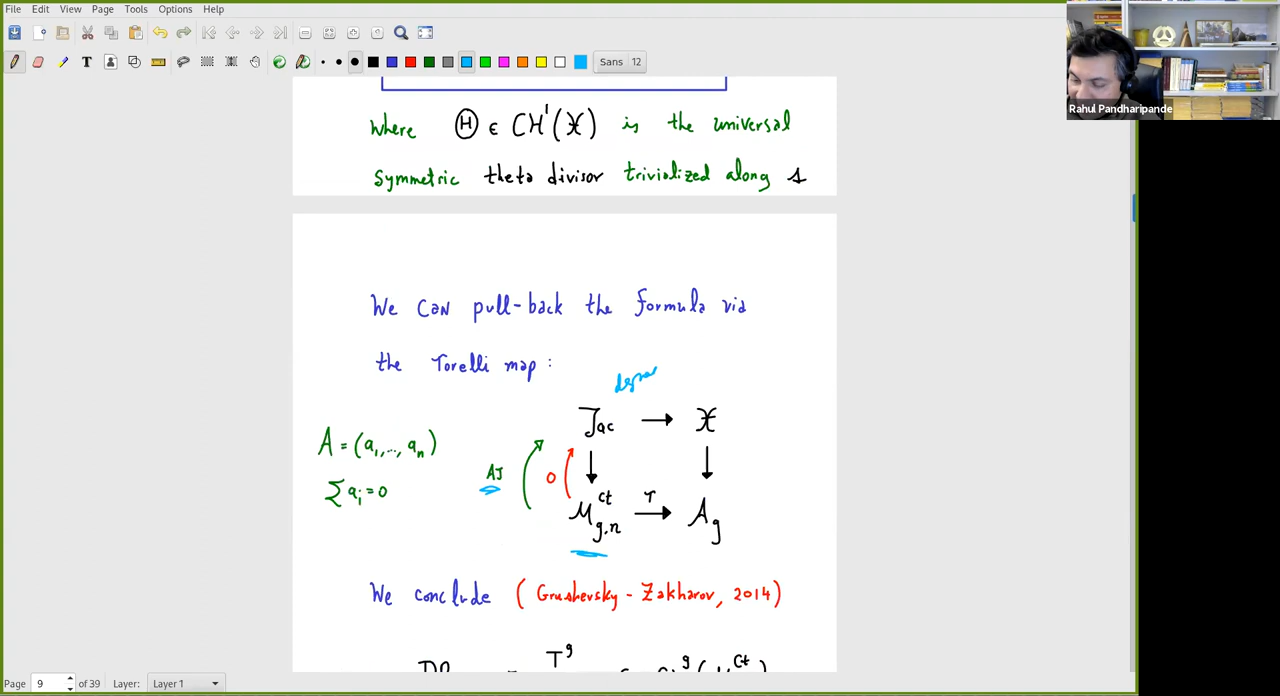 File Edit View Page Tools Options Help
Sans 12
Rahul Pandharipande
where Ⓗ ∈ CH¹(𝒳) is the universal
symmetric theta divisor trivialized along s
We can pull-back the formula via
the Torelli map :
Jac → 𝒳
A = (a₁,..., aₙ)
∑ aᵢ = 0
AJ
0
M^ct_g,n
τ
→ A_g
We conclude (Grushevsky - Zakharov, 2014)
Page 9 of 39 Layer: Layer 1